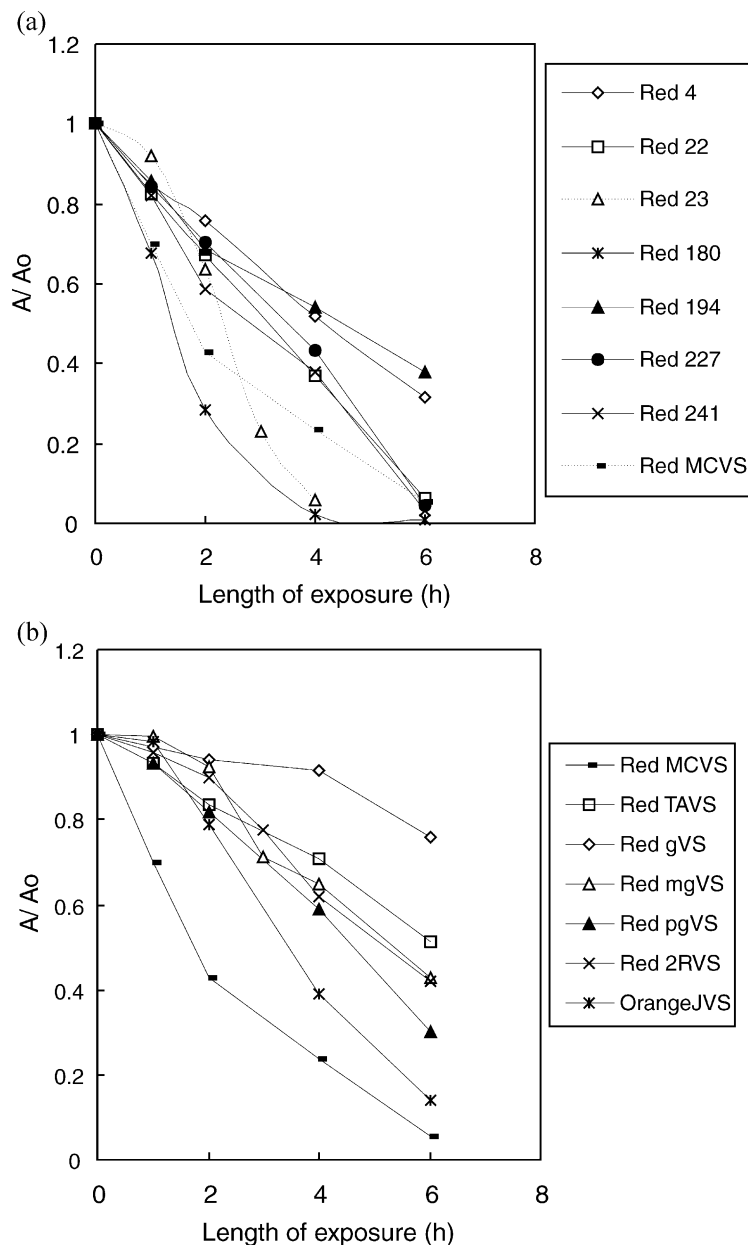 (a)
1.2
1
0.8
0.6
0.4
0.2
0
A/ Ao
0
2
4
6
8
Length of exposure (h)
Red 4
Red 22
Red 23
Red 180
Red 194
Red 227
Red 241
Red MCVS
(b)
1.2
1
0.8
0.6
0.4
0.2
0
A/ Ao
0
2
4
6
8
Length of exposure (h)
Red MCVS
Red TAVS
Red gVS
Red mgVS
Red pgVS
Red 2RVS
OrangeJVS